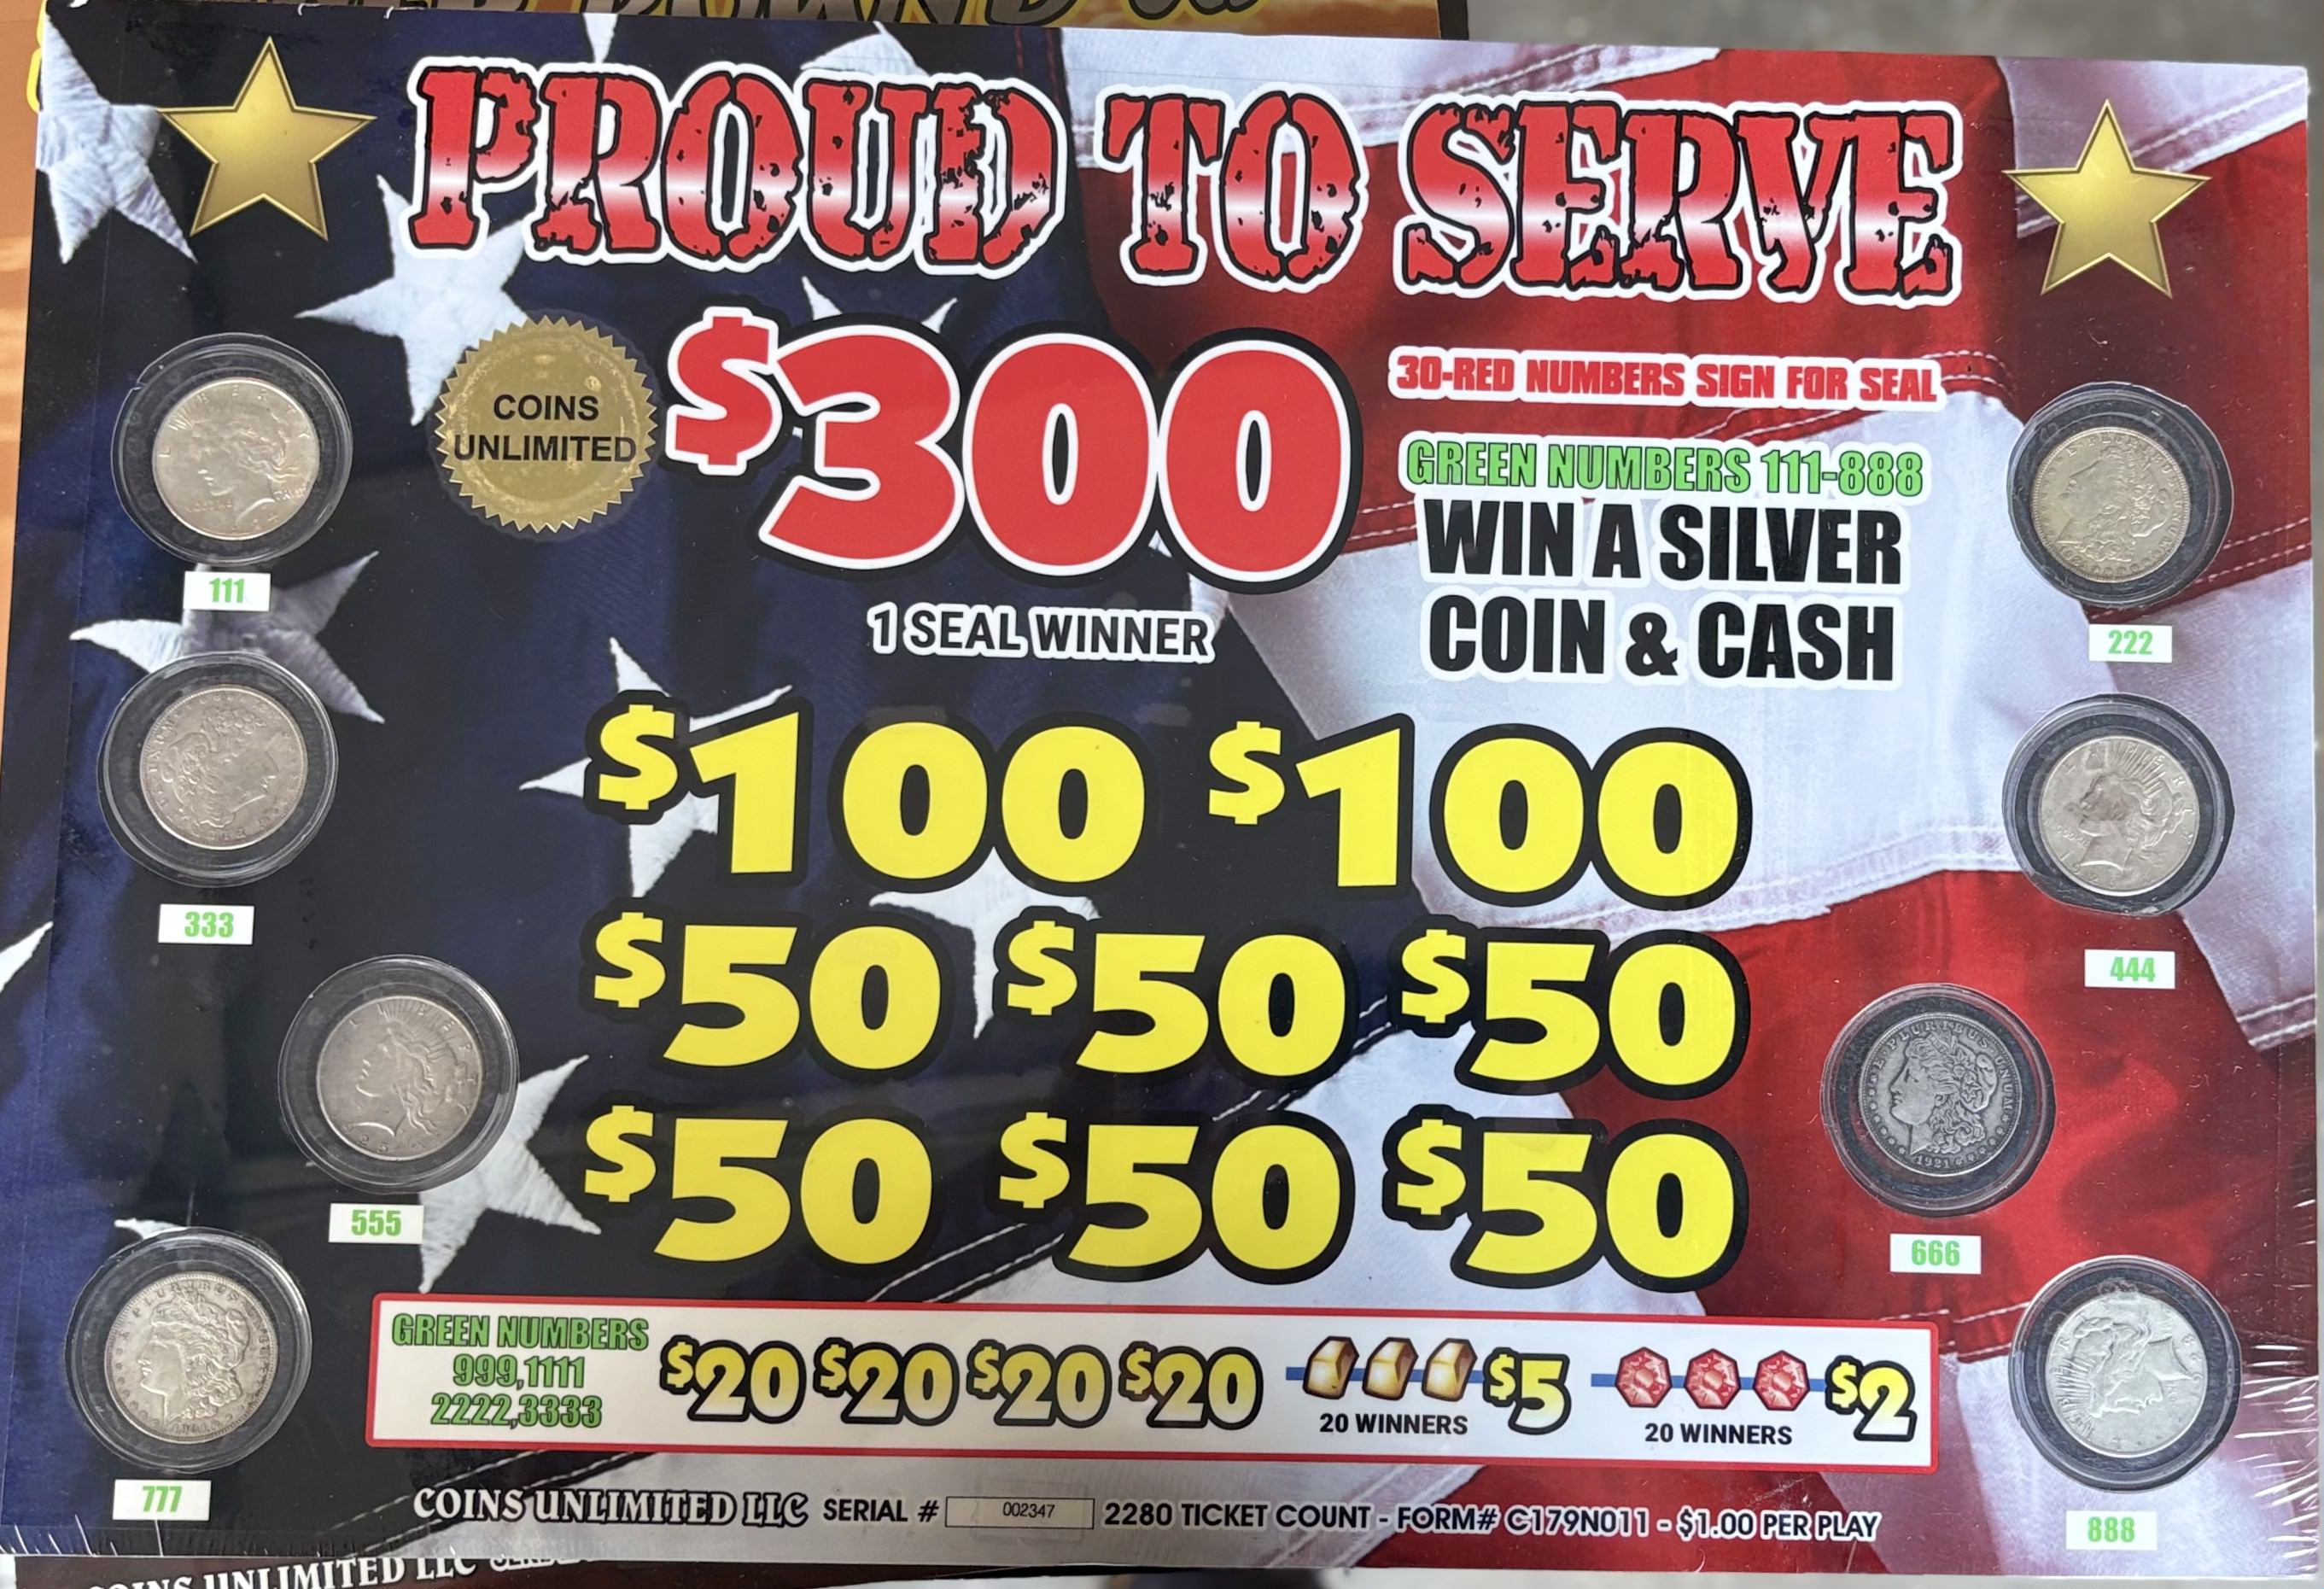 PROUD TO SERVE
COINS
UNLIMITED
$300
1 SEAL WINNER
30-RED NUMBERS SIGN FOR SEAL
GREEN NUMBERS 111-888
WIN A SILVER
COIN & CASH
111
222
$100 $100
333
444
$50 $50 $50
555
E PLURIBUS UNUM
1921
666
$50 $50 $50
GREEN NUMBERS
999,1111
2222,3333
$20 $20 $20 $20
20 WINNERS
$5
20 WINNERS
$2
777
888
COINS UNLIMITED LLC SERIAL # 002347 2280 TICKET COUNT - FORM# C179N011 - $1.00 PER PLAY
COINS UNLIMITED LLC